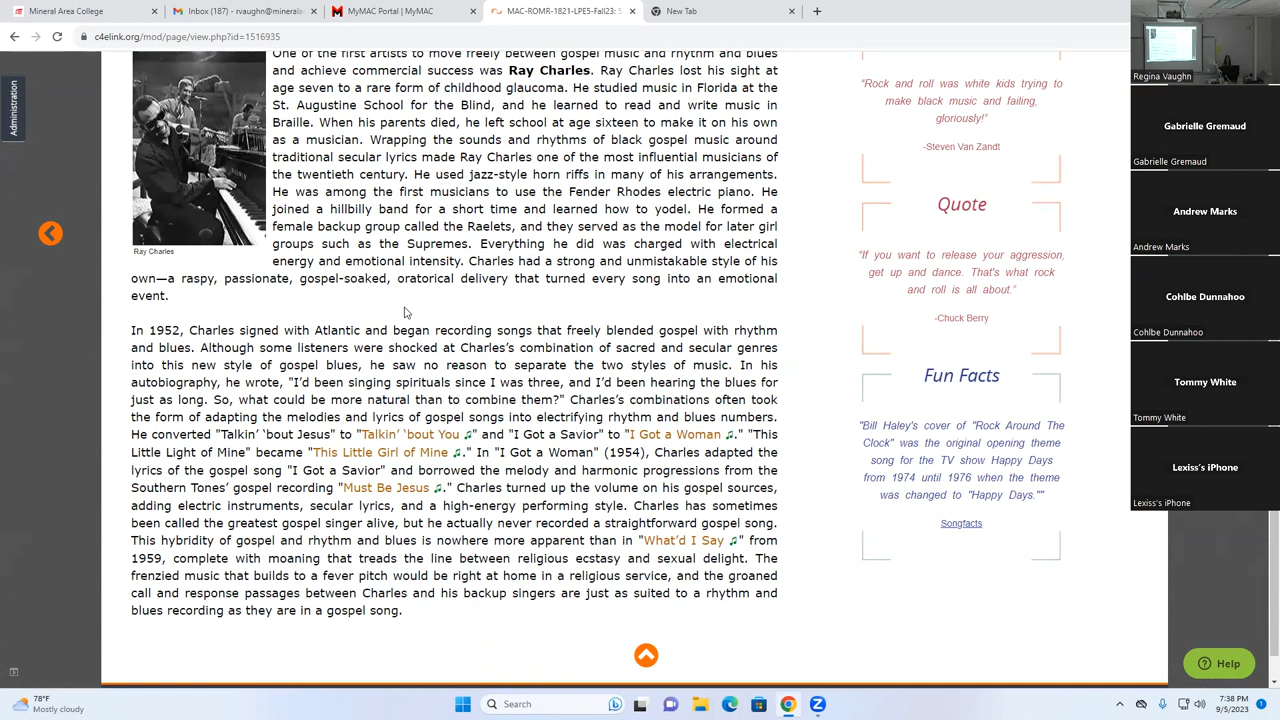 Mineral Area College
Inbox (187) - rvaughn@mineralar
MyMAC Portal | MyMAC
MAC-ROMR-1821-LPE5-Fall23: S
New Tab
c4elink.org/mod/page/view.php?id=1516935
Administration
One of the first artists to move freely between gospel music and rhythm and blues
and achieve commercial success was Ray Charles. Ray Charles lost his sight at
age seven to a rare form of childhood glaucoma. He studied music in Florida at the
St. Augustine School for the Blind, and he learned to read and write music in
Braille. When his parents died, he left school at age sixteen to make it on his own
as a musician. Wrapping the sounds and rhythms of black gospel music around
traditional secular lyrics made Ray Charles one of the most influential musicians of
the twentieth century. He used jazz-style horn riffs in many of his arrangements.
He was among the first musicians to use the Fender Rhodes electric piano. He
joined a hillbilly band for a short time and learned how to yodel. He formed a
female backup group called the Raelets, and they served as the model for later girl
groups such as the Supremes. Everything he did was charged with electrical
energy and emotional intensity. Charles had a strong and unmistakable style of his
own—a raspy, passionate, gospel-soaked, oratorical delivery that turned every song into an emotional
event.
Ray Charles
In 1952, Charles signed with Atlantic and began recording songs that freely blended gospel with rhythm
and blues. Although some listeners were shocked at Charles's combination of sacred and secular genres
into this new style of gospel blues, he saw no reason to separate the two styles of music. In his
autobiography, he wrote, "I'd been singing spirituals since I was three, and I'd been hearing the blues for
just as long. So, what could be more natural than to combine them?" Charles's combinations often took
the form of adapting the melodies and lyrics of gospel songs into electrifying rhythm and blues numbers.
He converted "Talkin' 'bout Jesus" to "Talkin' 'bout You ♫" and "I Got a Savior" to "I Got a Woman ♫." "This
Little Light of Mine" became "This Little Girl of Mine ♫." In "I Got a Woman" (1954), Charles adapted the
lyrics of the gospel song "I Got a Savior" and borrowed the melody and harmonic progressions from the
Southern Tones' gospel recording "Must Be Jesus ♫." Charles turned up the volume on his gospel sources,
adding electric instruments, secular lyrics, and a high-energy performing style. Charles has sometimes
been called the greatest gospel singer alive, but he actually never recorded a straightforward gospel song.
This hybridity of gospel and rhythm and blues is nowhere more apparent than in "What'd I Say ♫" from
1959, complete with moaning that treads the line between religious ecstasy and sexual delight. The
frenzied music that builds to a fever pitch would be right at home in a religious service, and the groaned
call and response passages between Charles and his backup singers are just as suited to a rhythm and
blues recording as they are in a gospel song.
"Rock and roll was white kids trying to
make black music and failing,
gloriously!"
-Steven Van Zandt
Quote
"If you want to release your aggression,
get up and dance. That's what rock
and roll is all about."
-Chuck Berry
Fun Facts
"Bill Haley's cover of "Rock Around The
Clock" was the original opening theme
song for the TV show Happy Days
from 1974 until 1976 when the theme
was changed to "Happy Days.""
Songfacts
Regina Vaughn
Gabrielle Gremaud
Gabrielle Gremaud
Andrew Marks
Andrew Marks
Cohlbe Dunnahoo
Cohlbe Dunnahoo
Tommy White
Tommy White
Lexiss's iPhone
Lexiss's iPhone
Help
78°F
Mostly cloudy
Search
7:38 PM
9/5/2023
1